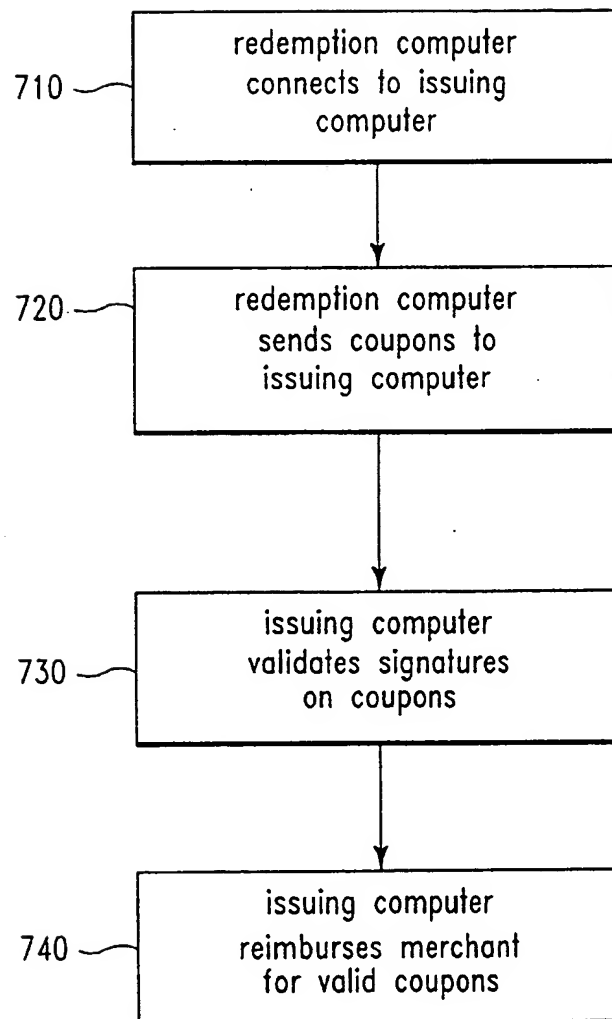 710
redemption computer
connects to issuing
computer
720
redemption computer
sends coupons to
issuing computer
730
issuing computer
validates signatures
on coupons
740
issuing computer
reimburses merchant
for valid coupons